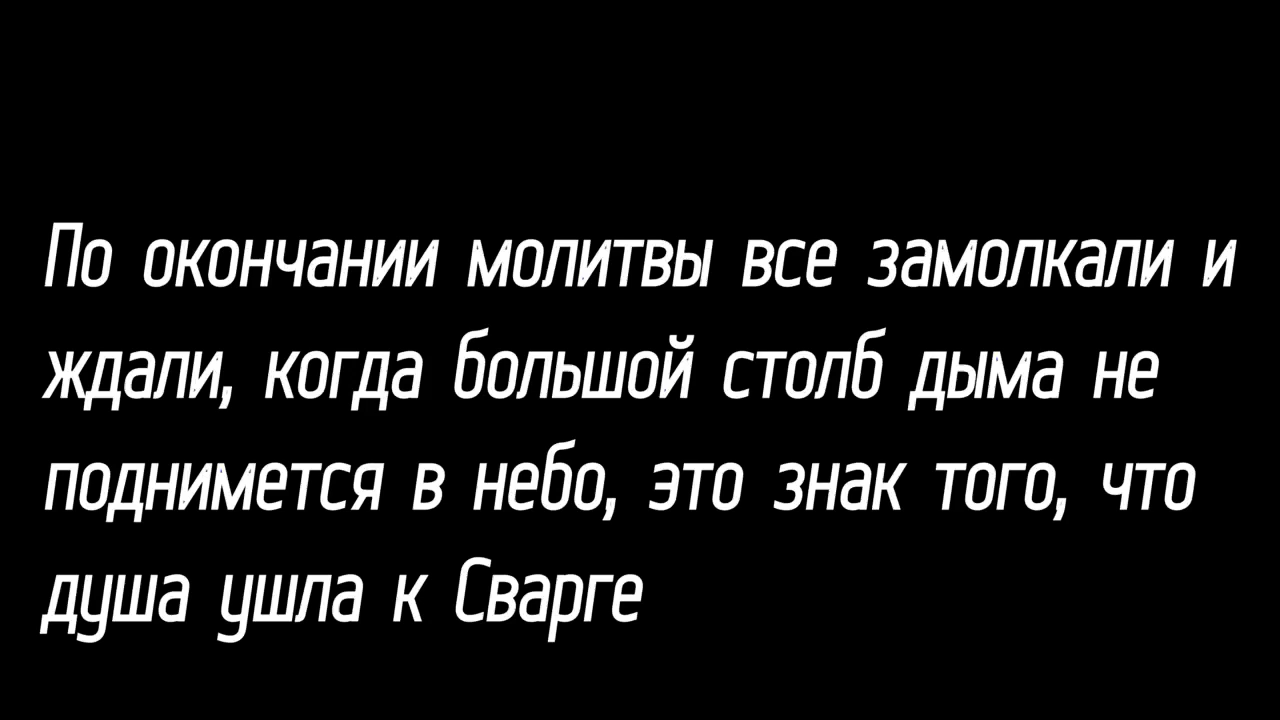 По окончании молитвы все замолкали и
ждали, когда большой столб дыма не
поднимется в небо, это знак того, что
душа ушла к Сварге